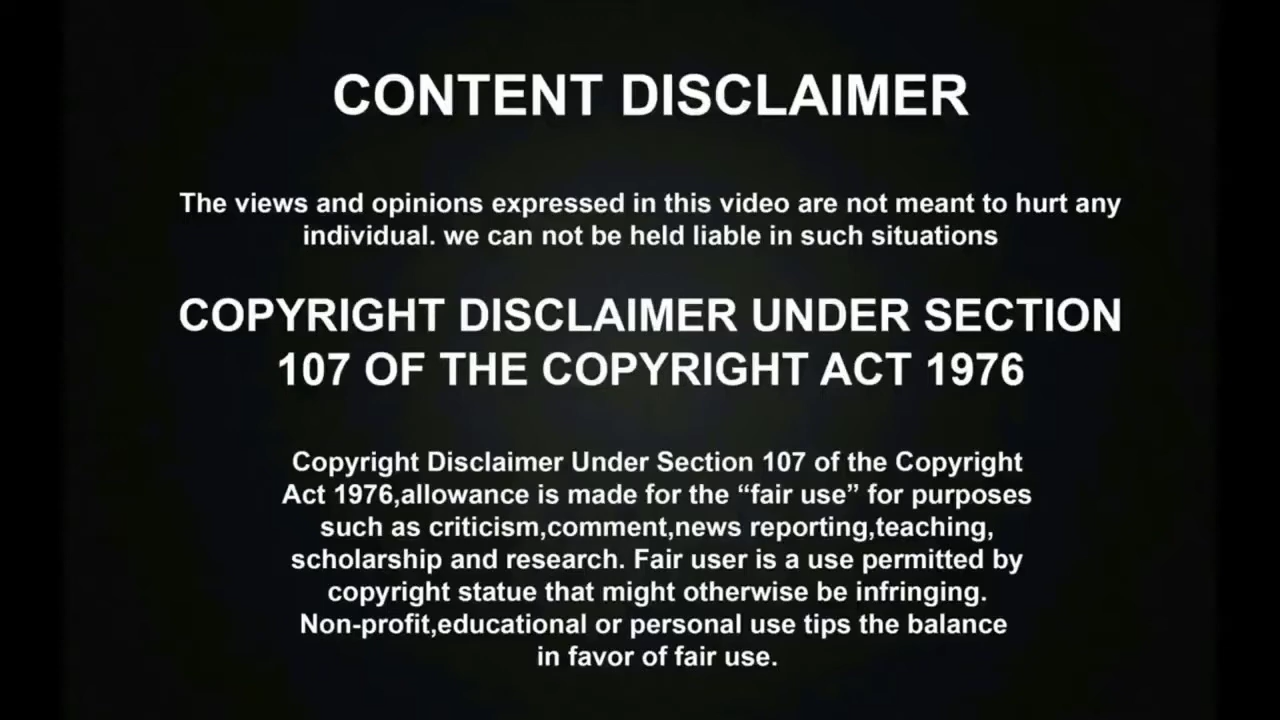 CONTENT DISCLAIMER
The views and opinions expressed in this video are not meant to hurt any
individual. we can not be held liable in such situations
COPYRIGHT DISCLAIMER UNDER SECTION
107 OF THE COPYRIGHT ACT 1976
Copyright Disclaimer Under Section 107 of the Copyright
Act 1976,allowance is made for the “fair use” for purposes
such as criticism,comment,news reporting,teaching,
scholarship and research. Fair user is a use permitted by
copyright statue that might otherwise be infringing.
Non-profit,educational or personal use tips the balance
in favor of fair use.